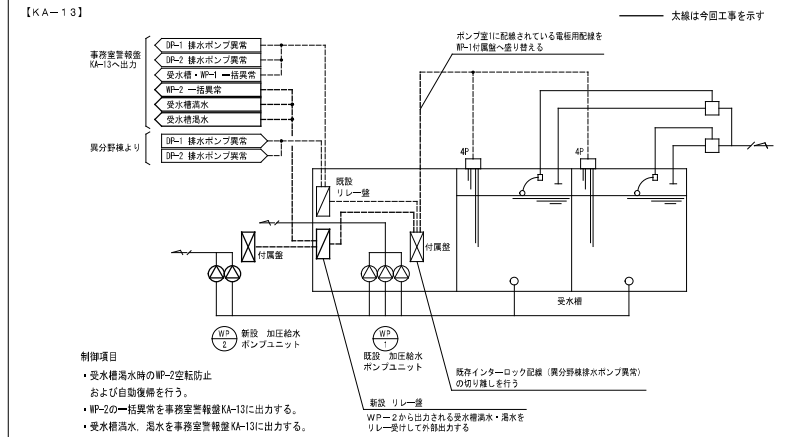 【KA-13】
太線は今回工事を示す
事務室警報盤
KA-13へ出力
DP-1 排水ポンプ異常
DP-2 排水ポンプ異常
受水槽・WP-1 一括異常
WP-2 一括異常
受水槽満水
受水槽渇水
異分野棟より
DP-1 排水ポンプ異常
DP-2 排水ポンプ異常
ポンプ室1に配線されている電極用配線を
WP-1付属盤へ盛り替える
4P
4P
既設
リレー盤
付属盤
付属盤
受水槽
WP
2
新設 加圧給水
ポンプユニット
WP
1
既設 加圧給水
ポンプユニット
既存インターロック配線（異分野棟排水ポンプ異常）
の切り離しを行う
新設 リレー盤
WP－2から出力される受水槽満水・渇水を
リレー受けして外部出力する
制御項目
・受水槽渇水時のWP-2空転防止
および自動復帰を行う。
・WP-2の一括異常を事務室警報盤KA-13に出力する。
・受水槽満水、渇水を事務室警報盤KA-13に出力する。